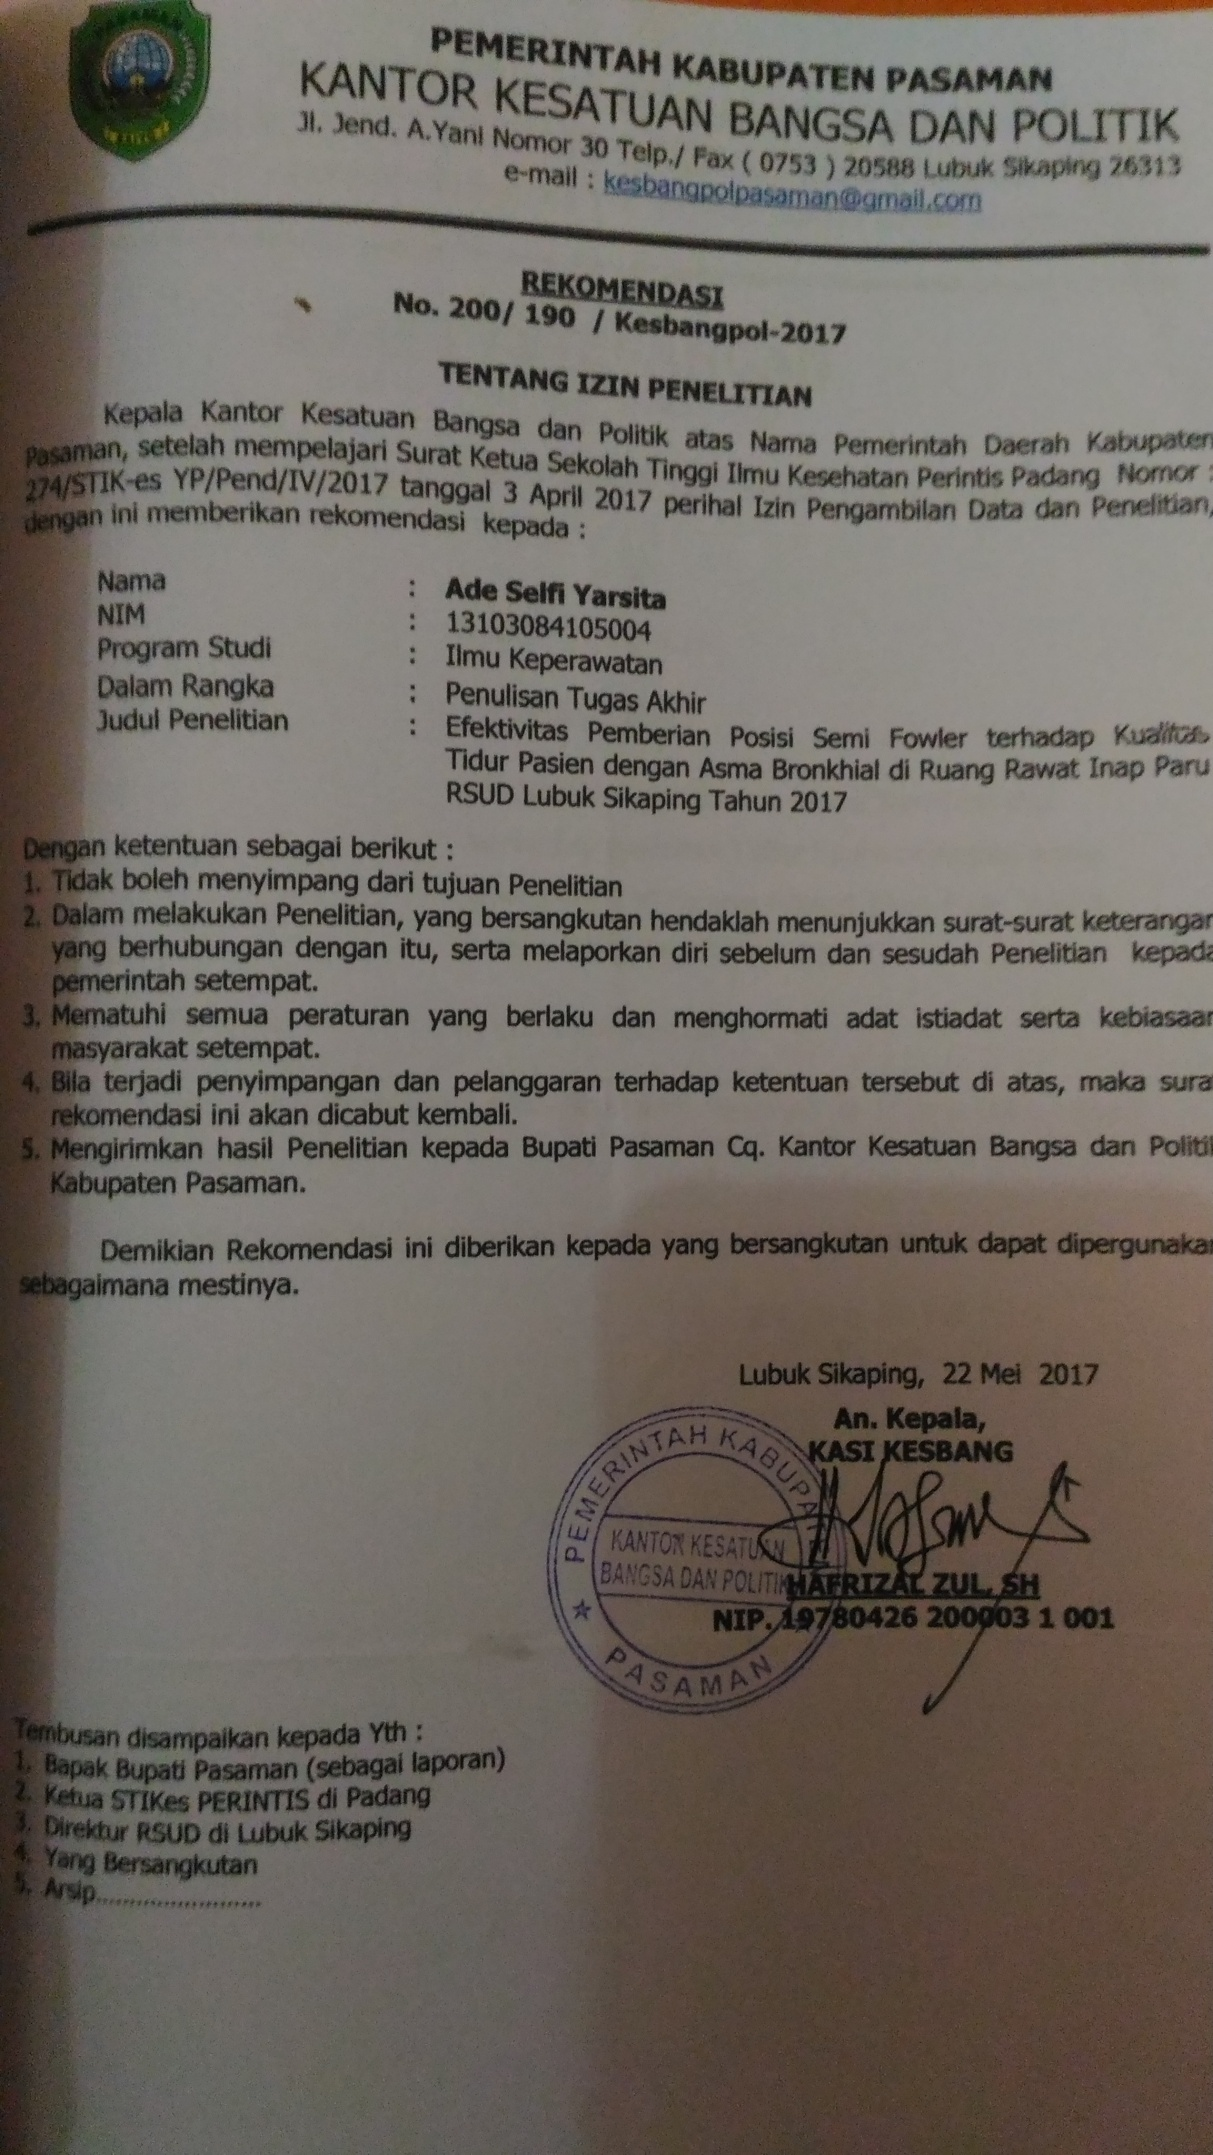 PEMERINTAH KABUPATEN PASAMAN
KANTOR KESATUAN BANGSA DAN POLITIK
Jl. Jend. A.Yani Nomor 30 Telp./ Fax ( 0753 ) 20588 Lubuk Sikaping 26313
e-mail : kesbangpolpasaman@gmail.com
REKOMENDASI
No. 200/ 190 / Kesbangpol-2017
TENTANG IZIN PENELITIAN
Kepala Kantor Kesatuan Bangsa dan Politik atas Nama Pemerintah Daerah Kabupaten
Pasaman, setelah mempelajari Surat Ketua Sekolah Tinggi Ilmu Kesehatan Perintis Padang Nomor :
274/STIK-es YP/Pend/IV/2017 tanggal 3 April 2017 perihal Izin Pengambilan Data dan Penelitian,
dengan ini memberikan rekomendasi kepada :
Nama : Ade Selfi Yarsita
NIM : 13103084105004
Program Studi : Ilmu Keperawatan
Dalam Rangka : Penulisan Tugas Akhir
Judul Penelitian : Efektivitas Pemberian Posisi Semi Fowler terhadap Kualitas
Tidur Pasien dengan Asma Bronkhial di Ruang Rawat Inap Paru
RSUD Lubuk Sikaping Tahun 2017
Dengan ketentuan sebagai berikut :
1. Tidak boleh menyimpang dari tujuan Penelitian
2. Dalam melakukan Penelitian, yang bersangkutan hendaklah menunjukkan surat-surat keterangan
yang berhubungan dengan itu, serta melaporkan diri sebelum dan sesudah Penelitian kepada
pemerintah setempat.
3. Mematuhi semua peraturan yang berlaku dan menghormati adat istiadat serta kebiasaan
masyarakat setempat.
4. Bila terjadi penyimpangan dan pelanggaran terhadap ketentuan tersebut di atas, maka sura
rekomendasi ini akan dicabut kembali.
5. Mengirimkan hasil Penelitian kepada Bupati Pasaman Cq. Kantor Kesatuan Bangsa dan Politi
Kabupaten Pasaman.
Demikian Rekomendasi ini diberikan kepada yang bersangkutan untuk dapat dipergunakan
sebagaimana mestinya.
Lubuk Sikaping, 22 Mei 2017
An. Kepala,
KASI KESBANG
PEMERINTAH KABUPA
KANTOR KESATUAN
BANGSA DAN POLITIK
PASAMAN
HAFRIZAL ZUL, SH
NIP. 19780426 200003 1 001
Tembusan disampaikan kepada Yth :
1. Bapak Bupati Pasaman (sebagai laporan)
2. Ketua STIKes PERINTIS di Padang
3. Direktur RSUD di Lubuk Sikaping
4. Yang Bersangkutan
5. Arsip.........................